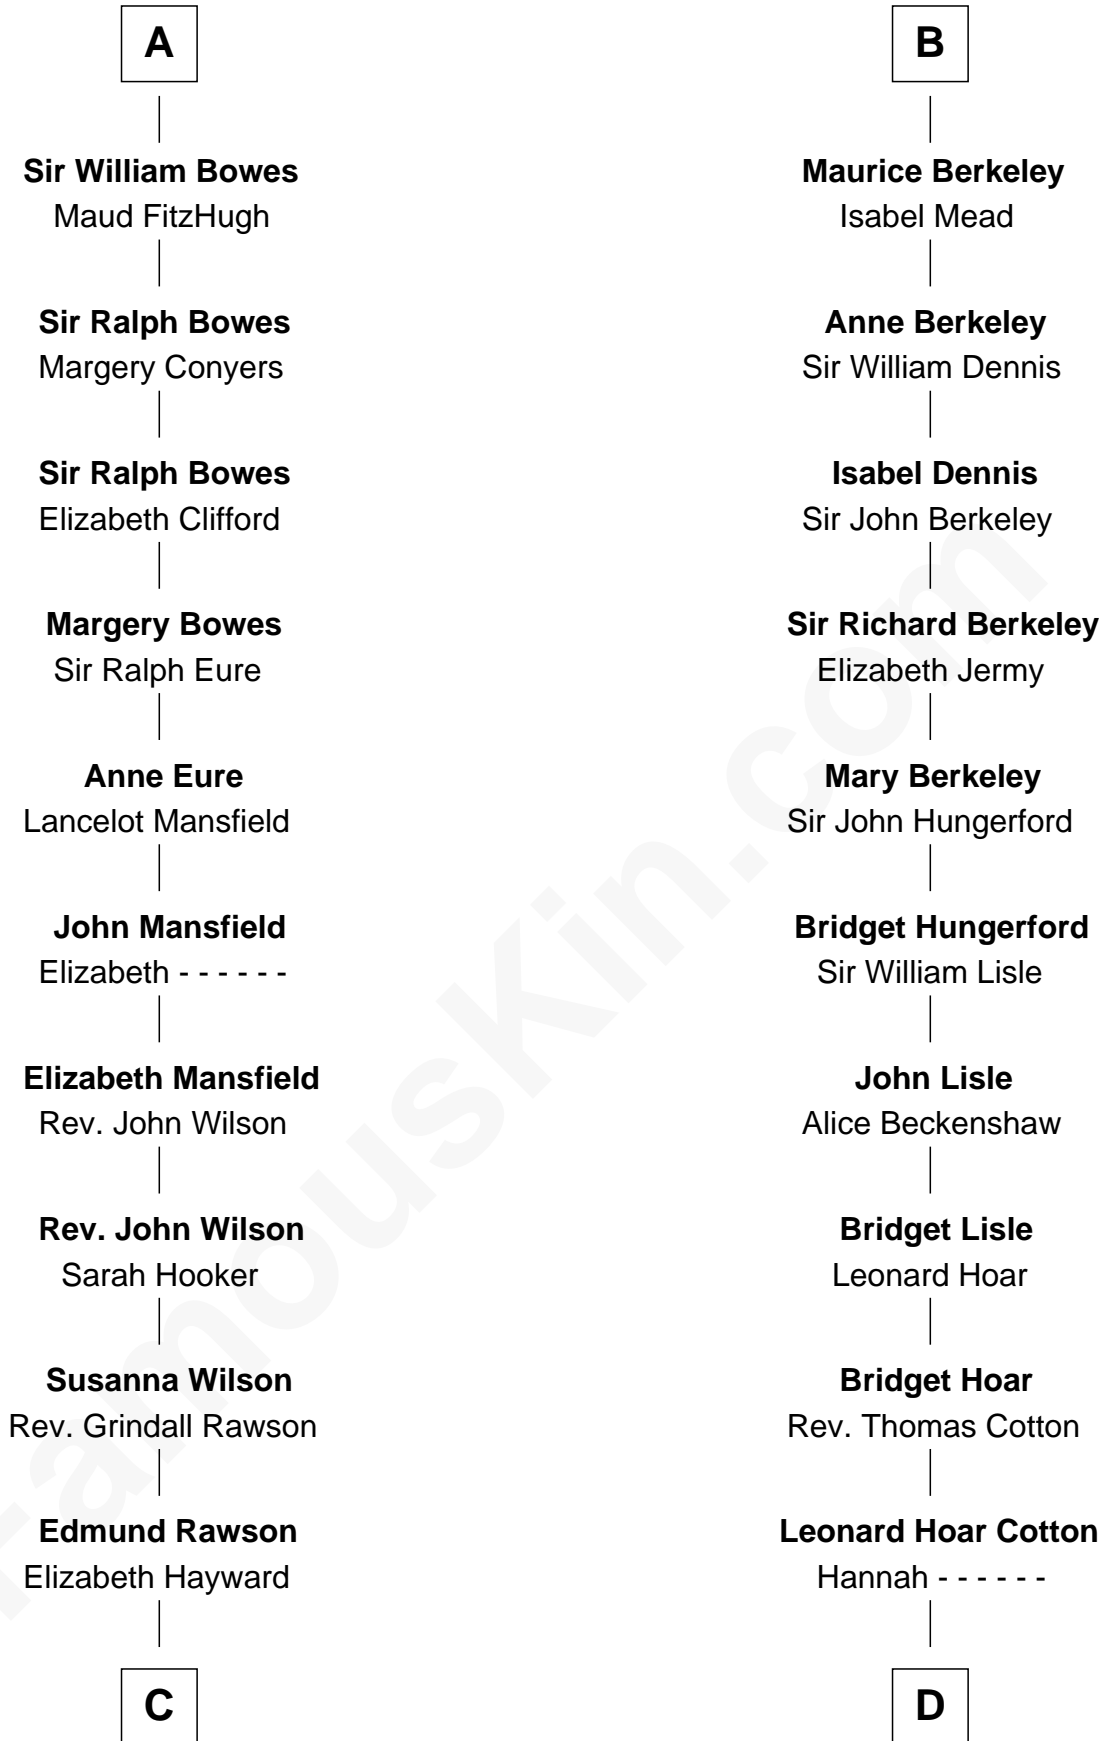 A
Sir William Bowes
Maud FitzHugh
Sir Ralph Bowes
Margery Conyers
Sir Ralph Bowes
Elizabeth Clifford
Margery Bowes
Sir Ralph Eure
Anne Eure
Lancelot Mansfield
John Mansfield
Elizabeth - - - - - -
Elizabeth Mansfield
Rev. John Wilson
Rev. John Wilson
Sarah Hooker
Susanna Wilson
Rev. Grindall Rawson
Edmund Rawson
Elizabeth Hayward
C
B
Maurice Berkeley
Isabel Mead
Anne Berkeley
Sir William Dennis
Isabel Dennis
Sir John Berkeley
Sir Richard Berkeley
Elizabeth Jermy
Mary Berkeley
Sir John Hungerford
Bridget Hungerford
Sir William Lisle
John Lisle
Alice Beckenshaw
Bridget Lisle
Leonard Hoar
Bridget Hoar
Rev. Thomas Cotton
Leonard Hoar Cotton
Hannah - - - - - -
D
FamousKin.com